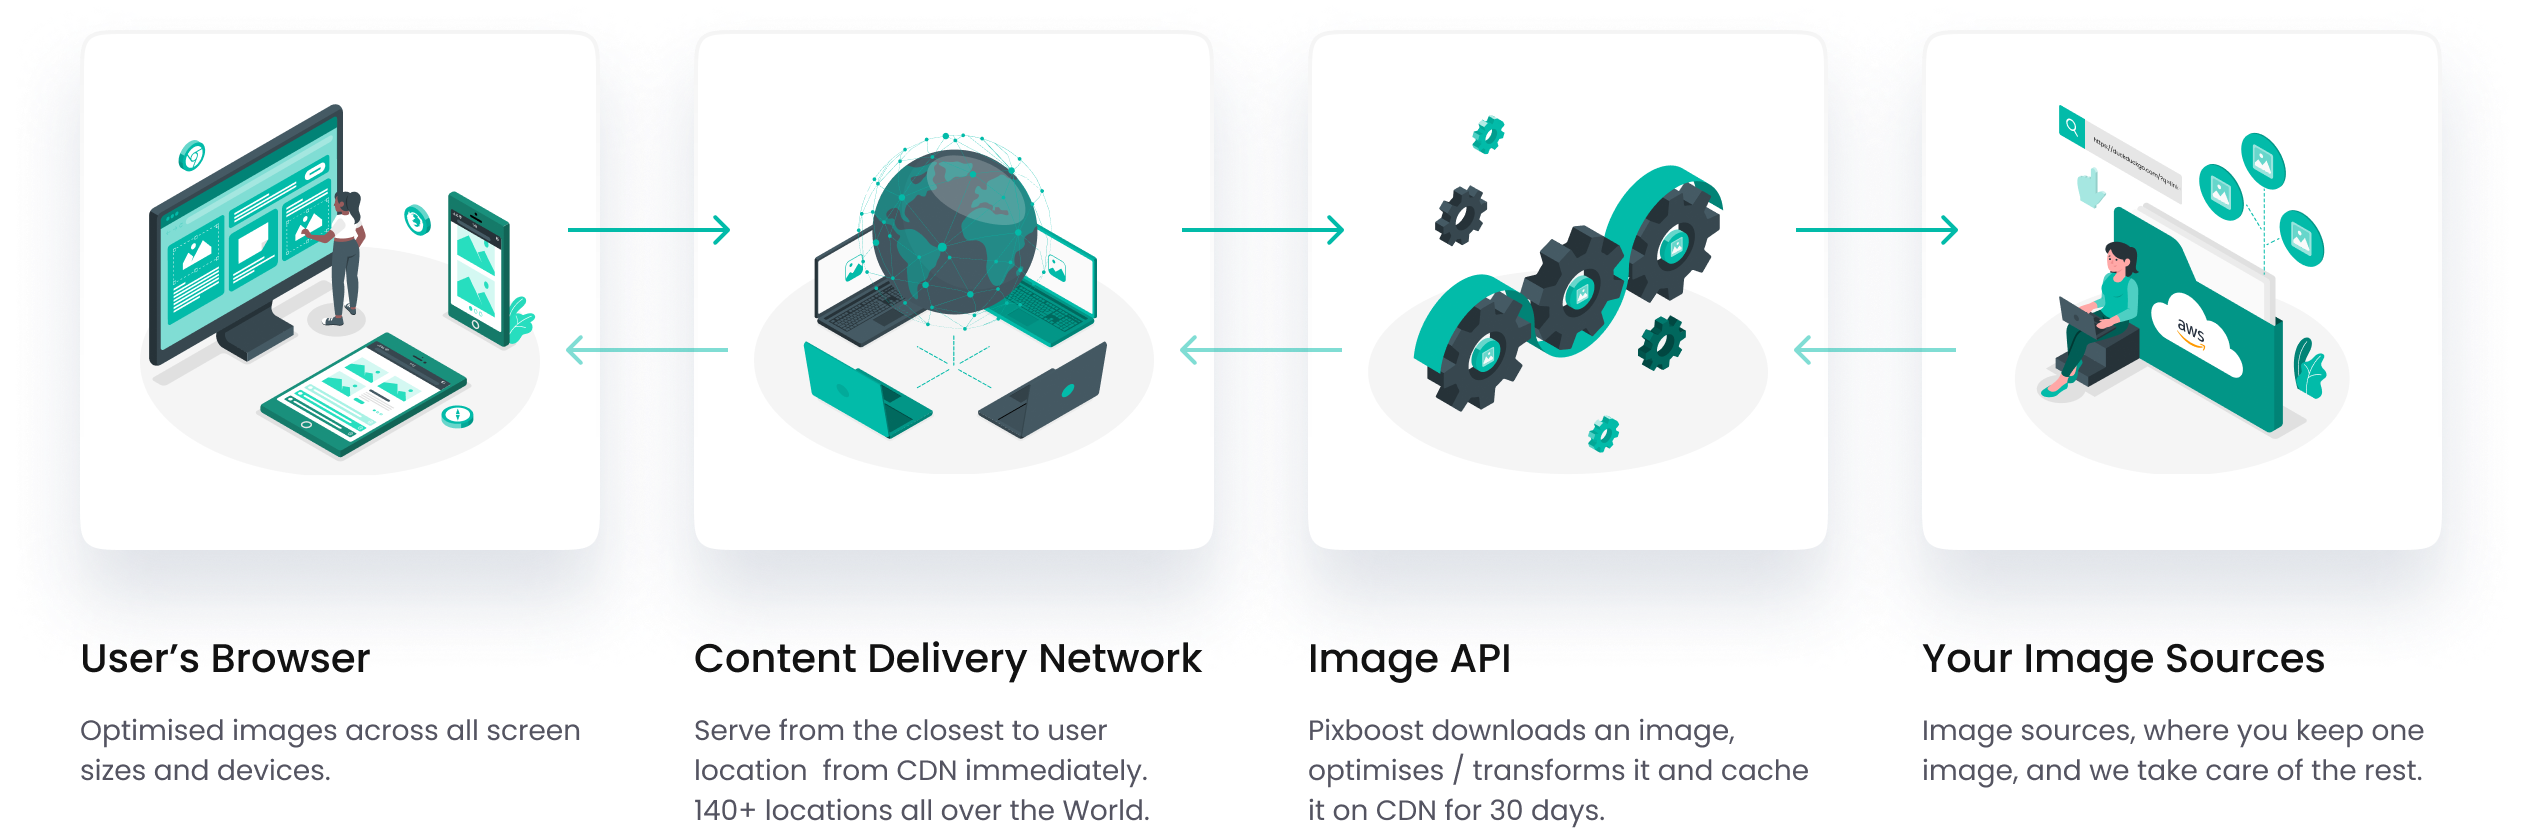 https://duckduckgo.com/?q=
aws
User’s Browser
Optimised images across all screen
sizes and devices.
Content Delivery Network
Serve from the closest to user
location  from CDN immediately.
140+ locations all over the World.
Image API
Pixboost downloads an image,
optimises / transforms it and cache
it on CDN for 30 days.
Your Image Sources
Image sources, where you keep one
image, and we take care of the rest.